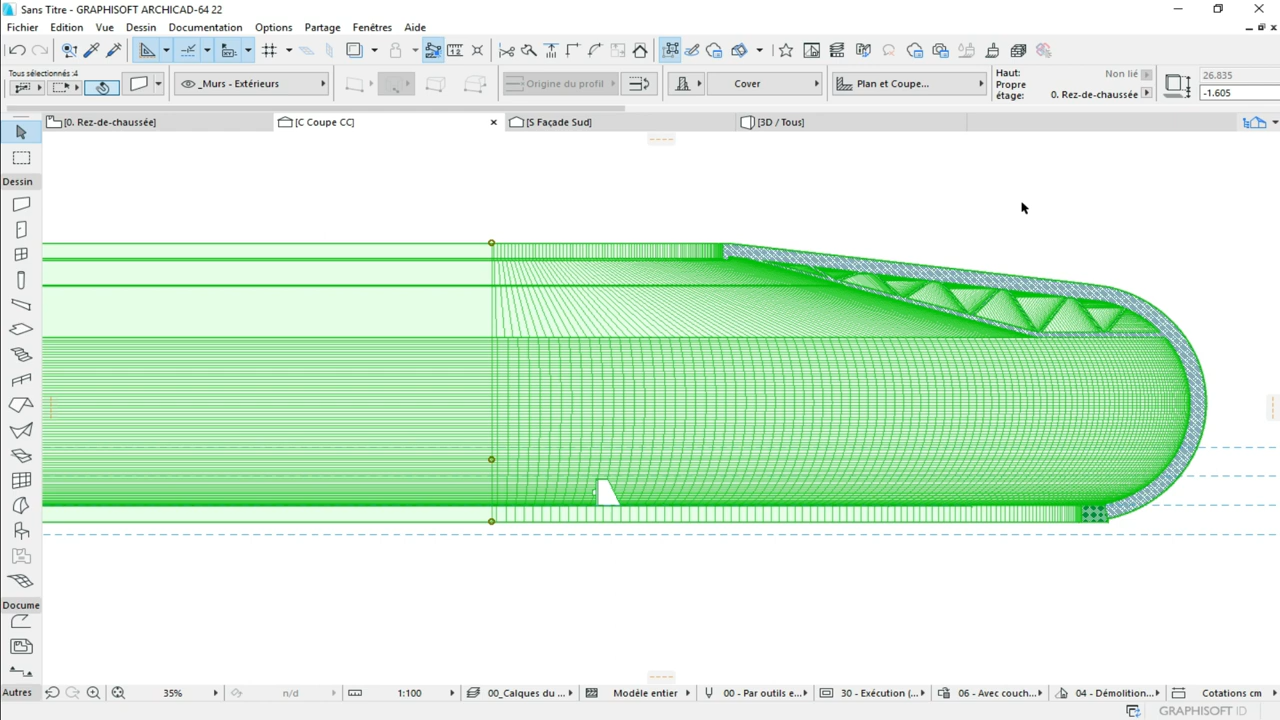 Sans Titre - GRAPHISOFT ARCHICAD-64 22
Fichier Edition Vue Dessin Documentation Options Partage Fenêtres Aide
Tous sélectionnés :4
_Murs - Extérieurs
Origine du profil
Cover
Plan et Coupe...
Haut: Non lié
Propre
étage: 0. Rez-de-chaussée
26.835
-1.605
[0. Rez-de-chaussée] [C Coupe CC] [S Façade Sud] [3D / Tous]
Dessin
Docume
Autres 35% n/d 1:100 00_Calques du ... Modèle entier 00 - Par outils e... 30 - Exécution (... 06 - Avec couch... 04 - Démolition... Cotations cm
GRAPHISOFT ID